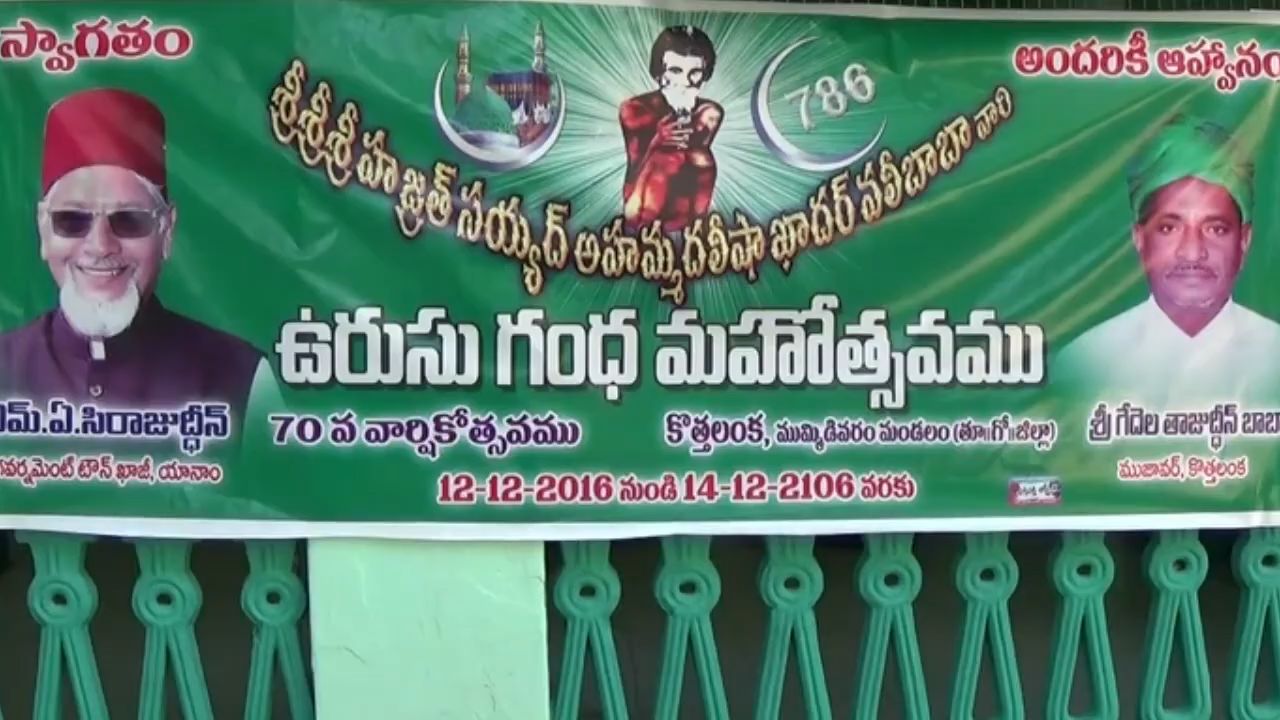 స్వాగతం
అందరికీ ఆహ్వానం
786
శ్రీశ్రీశ్రీ హజ్రత్ సయ్యద్ అహమ్మదలీషా ఖాదర్ వలీబాబా వారి
ఉరుసు గంధ మహోత్సవము
70 వ వార్షికోత్సవము
కొత్తలంక, ముమ్మిడివరం మండలం (తూ॥గో॥జిల్లా)
12-12-2016 నుండి 14-12-2106 వరకు
ఎమ్.ఏ.సిరాజుద్ధీన్
గవర్నమెంట్ టౌన్ ఖాజీ, యానాం
శ్రీ గేదెల తాజుద్ధీన్ బాబా
ముజావర్, కొత్తలంక